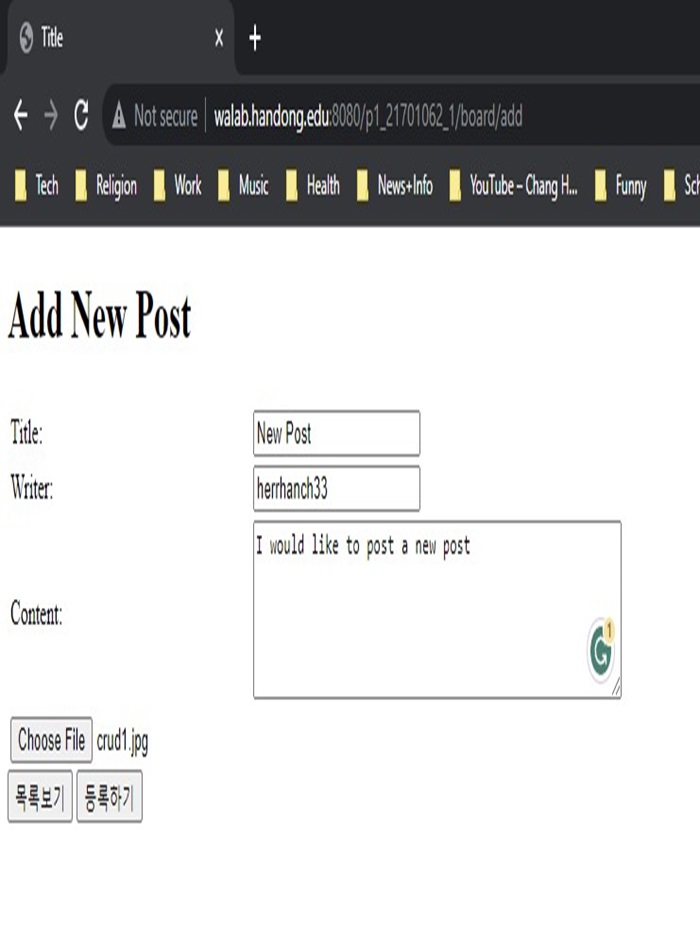 Title
Not secure walab.handong.edu:8080/p1_21701062_1/board/add
Tech Religion Work Music Health News+Info YouTube – Chang H... Funny Sch
Add New Post
Title: New Post
Writer: herrhanch33
I would like to post a new post
Content:
1
Choose File crud1.jpg
목록보기 등록하기